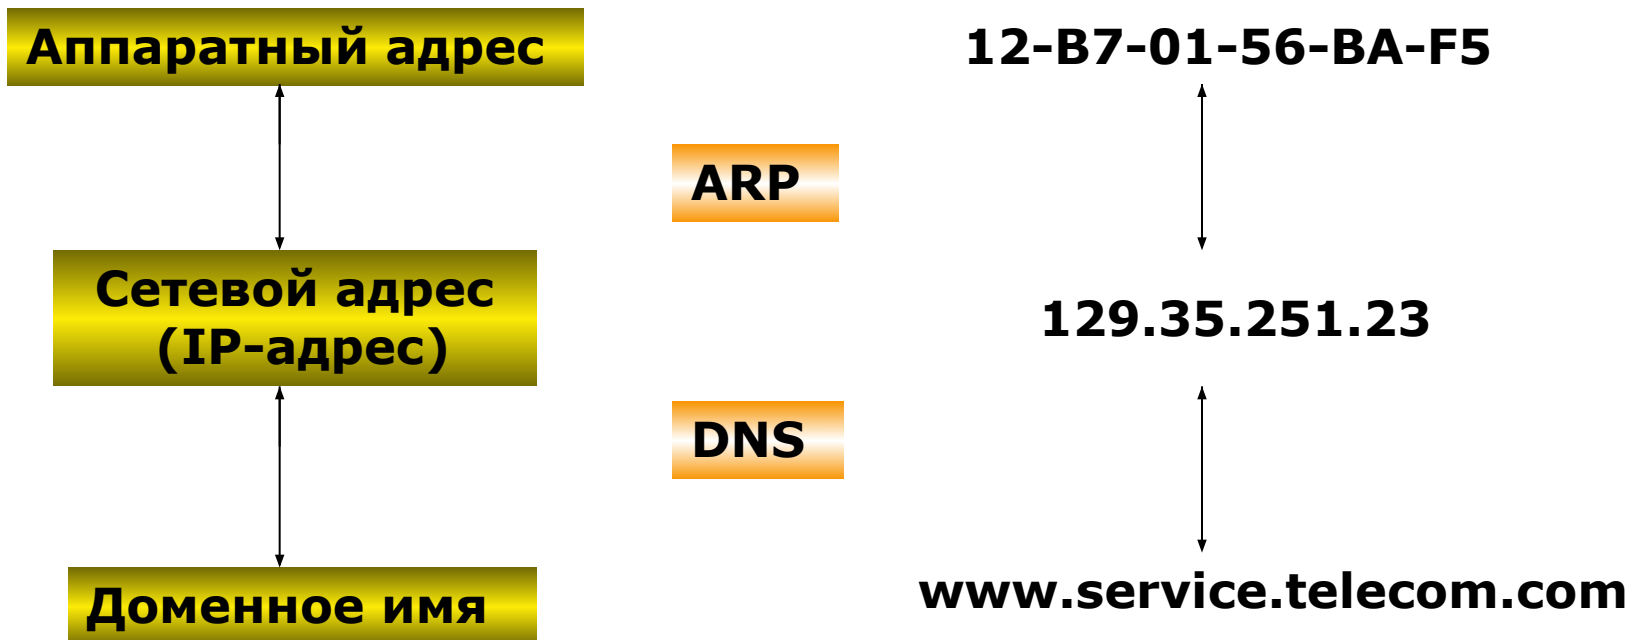 Аппаратный адрес
12-B7-01-56-BA-F5
ARP
Сетевой адрес
(IP-адрес)
129.35.251.23
DNS
Доменное имя
www.service.telecom.com